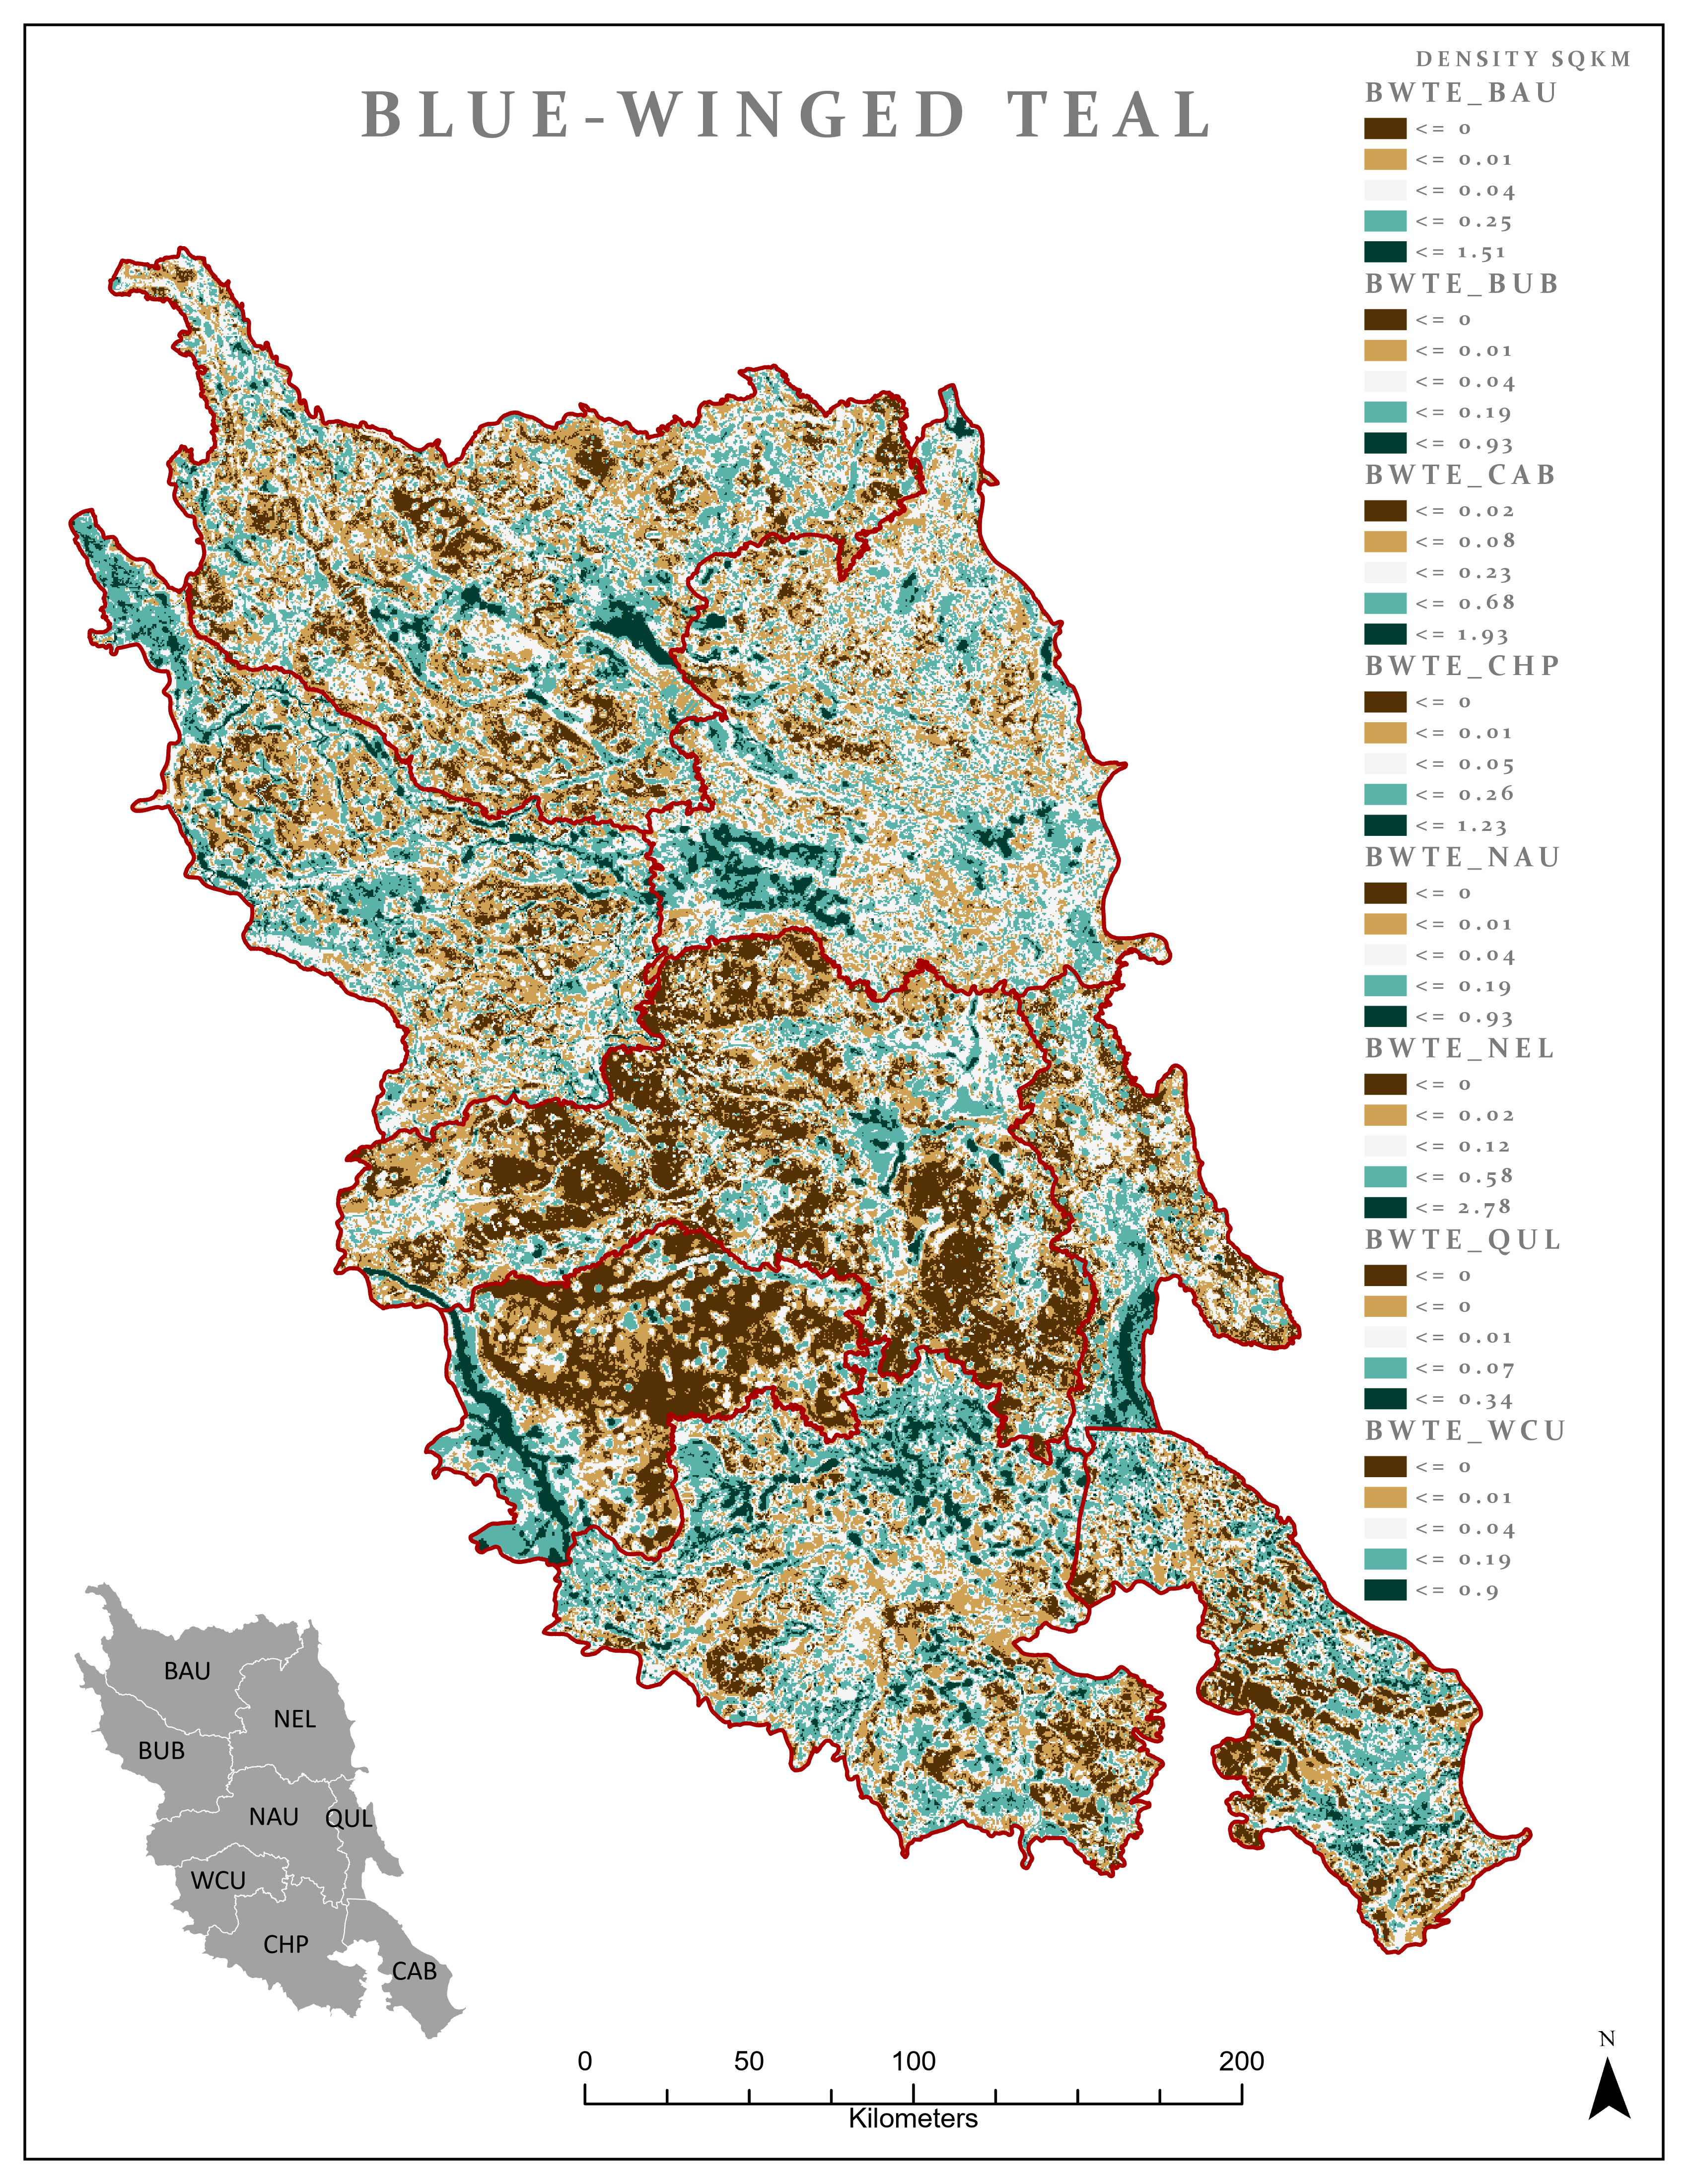 BLUE-WINGED TEAL
DENSITY SQKM
BWTE_BAU
<= 0
<= 0.01
<= 0.04
<= 0.25
<= 1.51
BWTE_BUB
<= 0
<= 0.01
<= 0.04
<= 0.19
<= 0.93
BWTE_CAB
<= 0.02
<= 0.08
<= 0.23
<= 0.68
<= 1.93
BWTE_CHP
<= 0
<= 0.01
<= 0.05
<= 0.26
<= 1.23
BWTE_NAU
<= 0
<= 0.01
<= 0.04
<= 0.19
<= 0.93
BWTE_NEL
<= 0
<= 0.02
<= 0.12
<= 0.58
<= 2.78
BWTE_QUL
<= 0
<= 0
<= 0.01
<= 0.07
<= 0.34
BWTE_WCU
<= 0
<= 0.01
<= 0.04
<= 0.19
<= 0.9
BAU
NEL
BUB
NAU
QUL
WCU
CHP
CAB
0 50 100 200
Kilometers
N